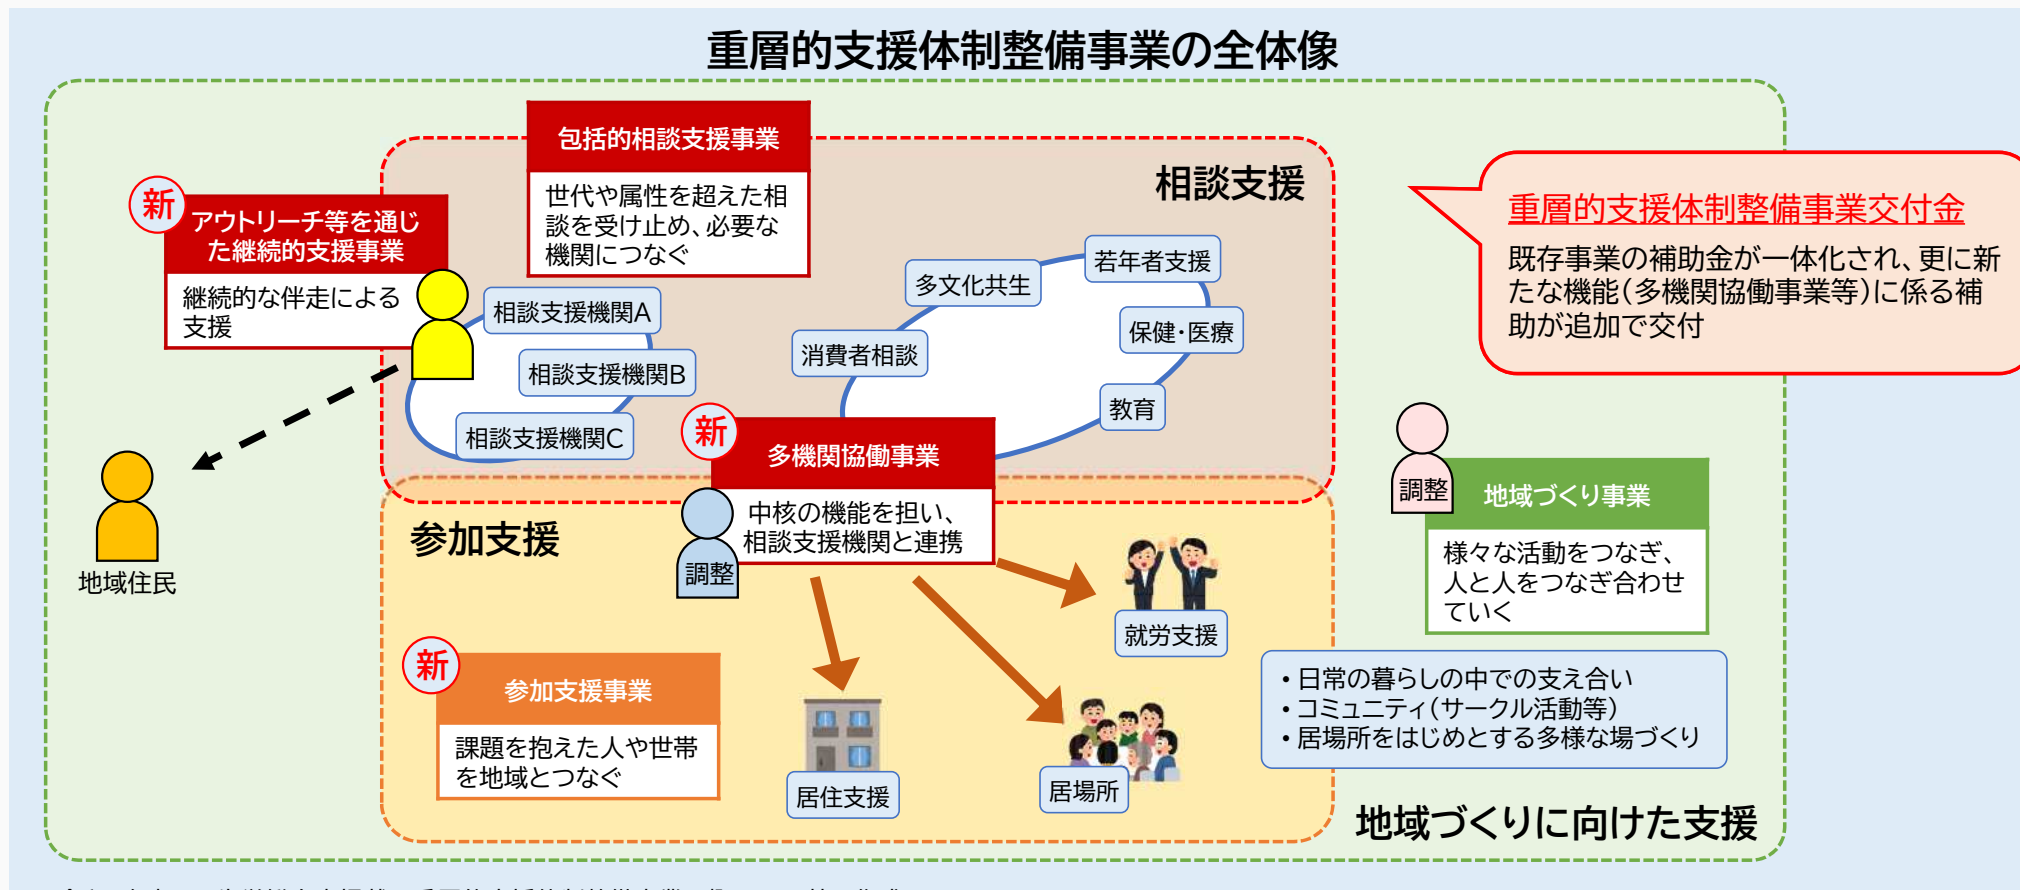 重層的支援体制整備事業の全体像
包括的相談支援事業
世代や属性を超えた相
談を受け止め、必要な
機関につなぐ
相談支援
新
アウトリーチ等を通じ
た継続的支援事業
継続的な伴走による
支援
相談支援機関A
相談支援機関B
相談支援機関C
若年者支援
多文化共生
保健・医療
消費者相談
教育
重層的支援体制整備事業交付金
既存事業の補助金が一体化され、更に新
たな機能（多機関協働事業等）に係る補
助が追加で交付
新
多機関協働事業
中核の機能を担い、
相談支援機関と連携
調整
地域住民
参加支援
就労支援
調整
地域づくり事業
様々な活動をつなぎ、
人と人をつなぎ合わせ
ていく
新
参加支援事業
課題を抱えた人や世帯
を地域とつなぐ
居住支援
居場所
・日常の暮らしの中での支え合い
・コミュニティ（サークル活動等）
・居場所をはじめとする多様な場づくり
地域づくりに向けた支援